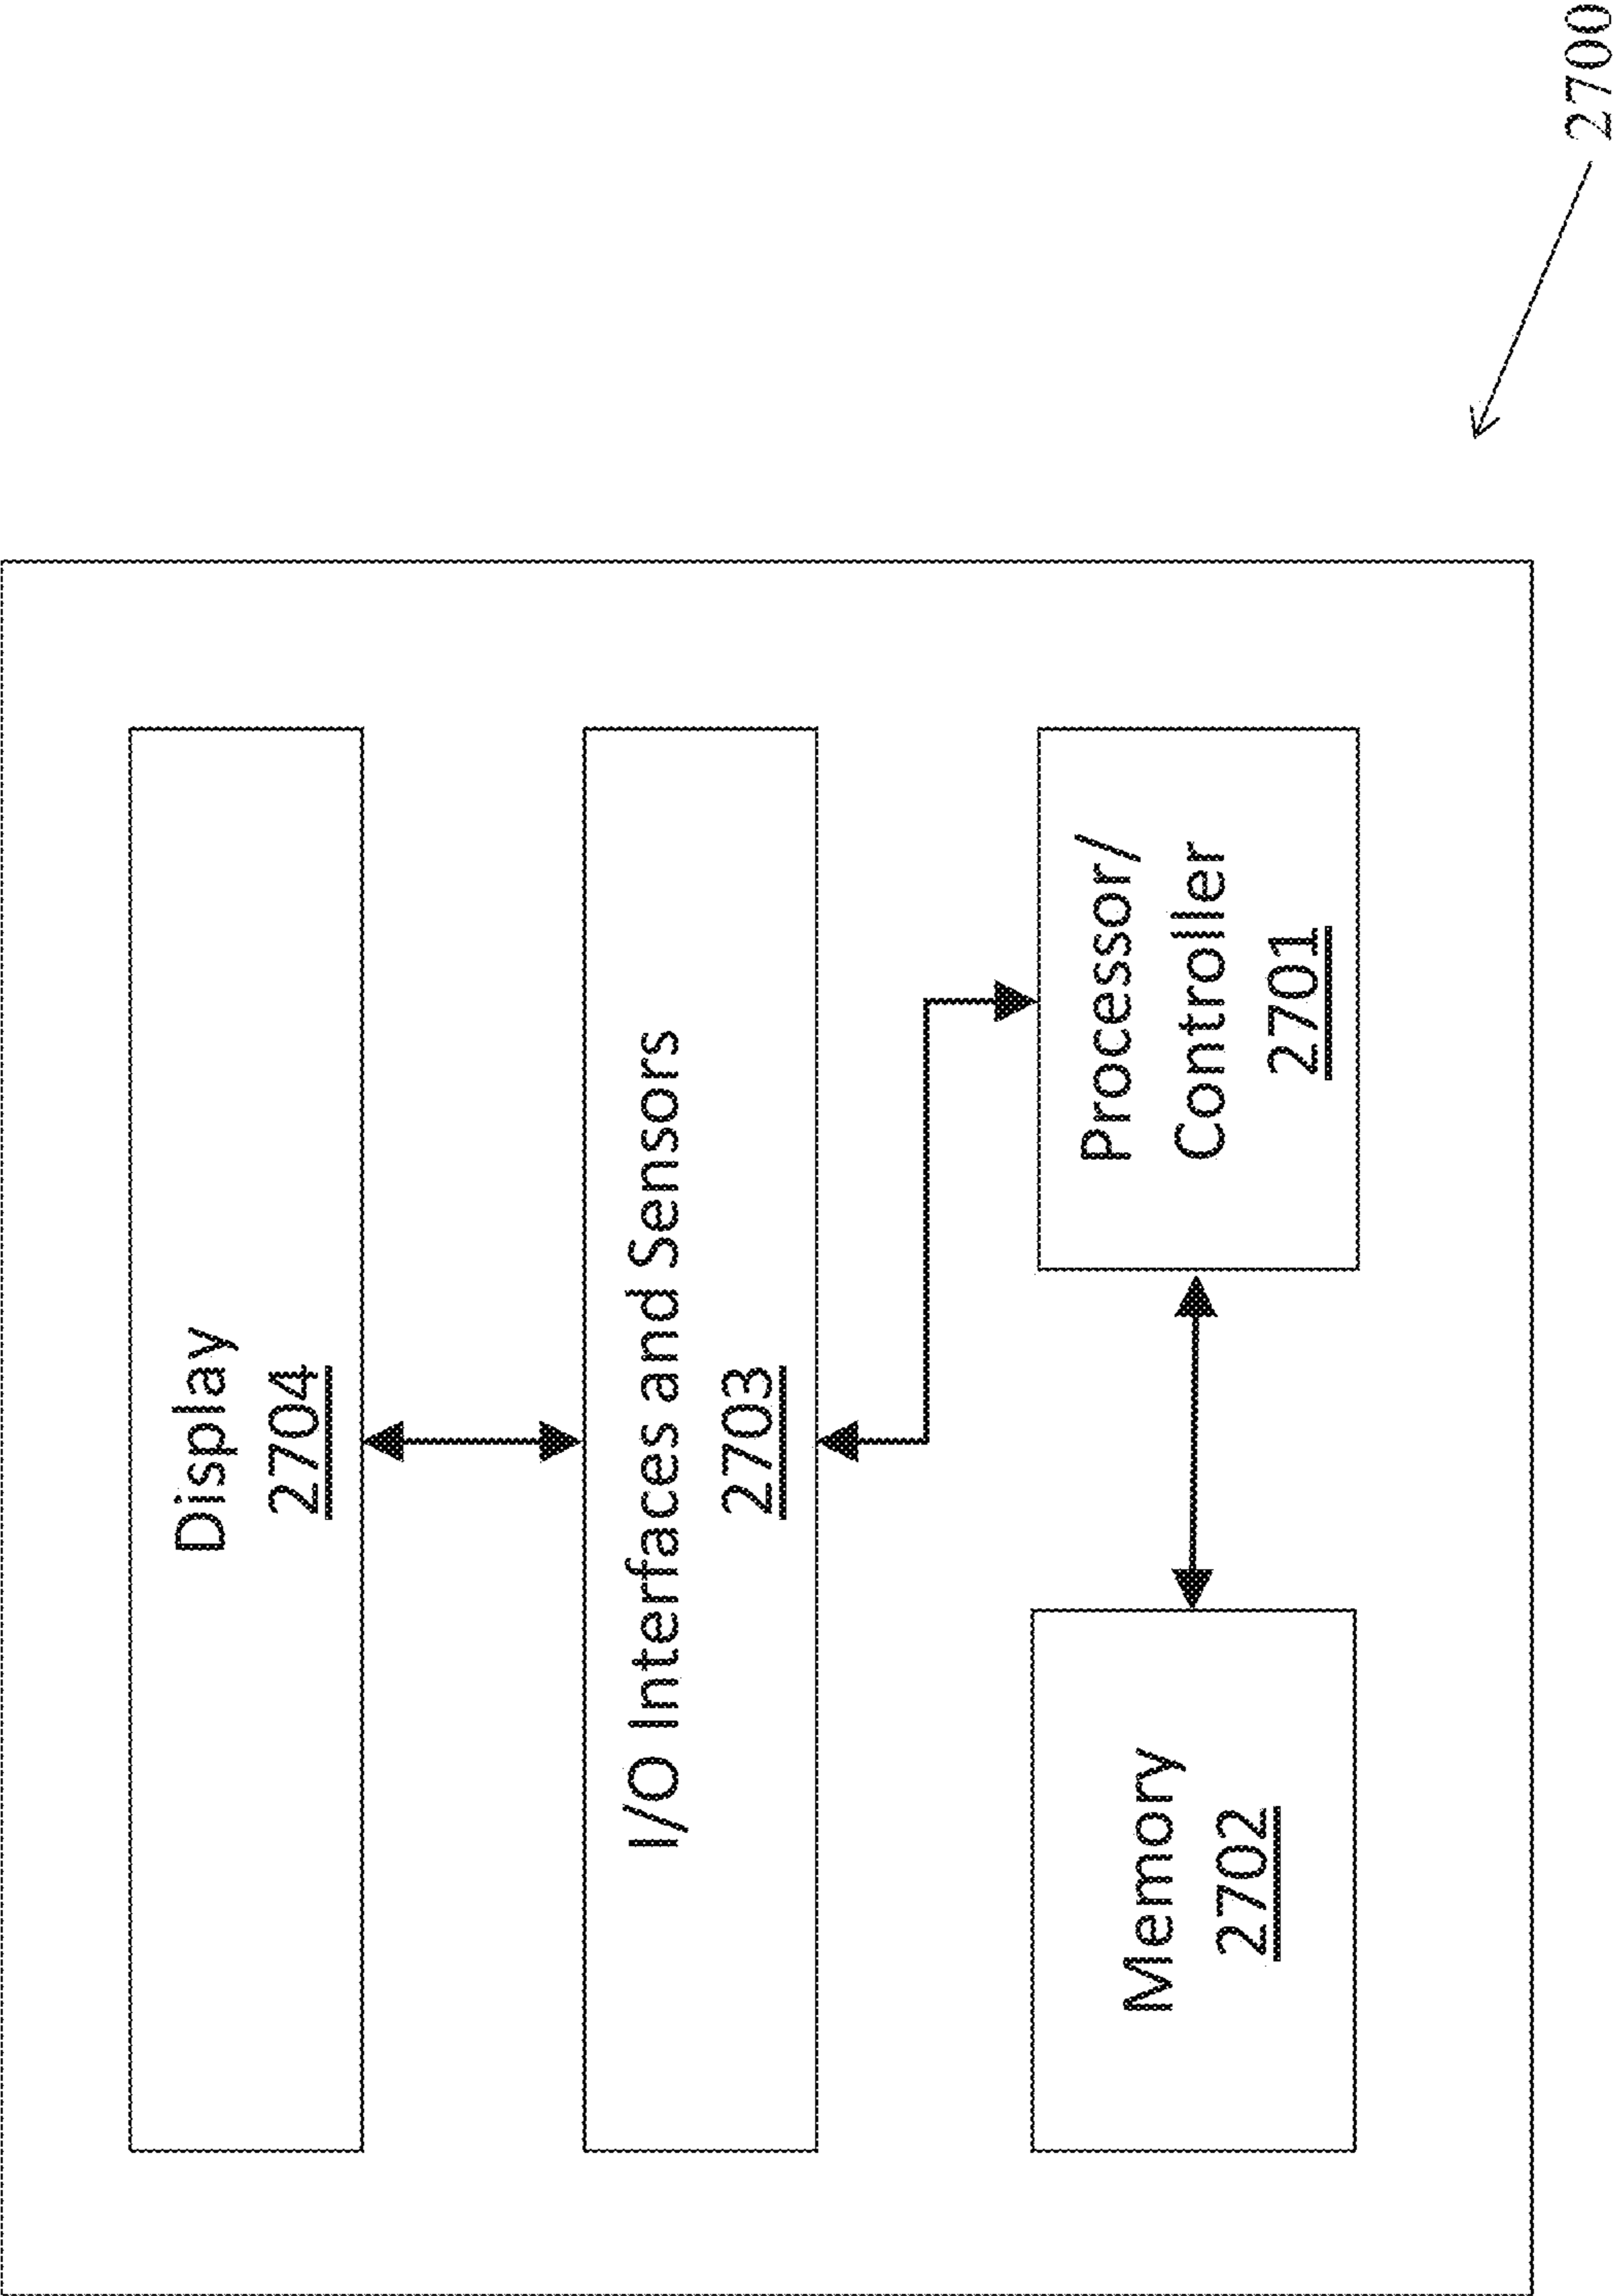 Display
2704
I/O Interfaces and Sensors
2703
Memory
2702
Processor/
Controller
2701
2700